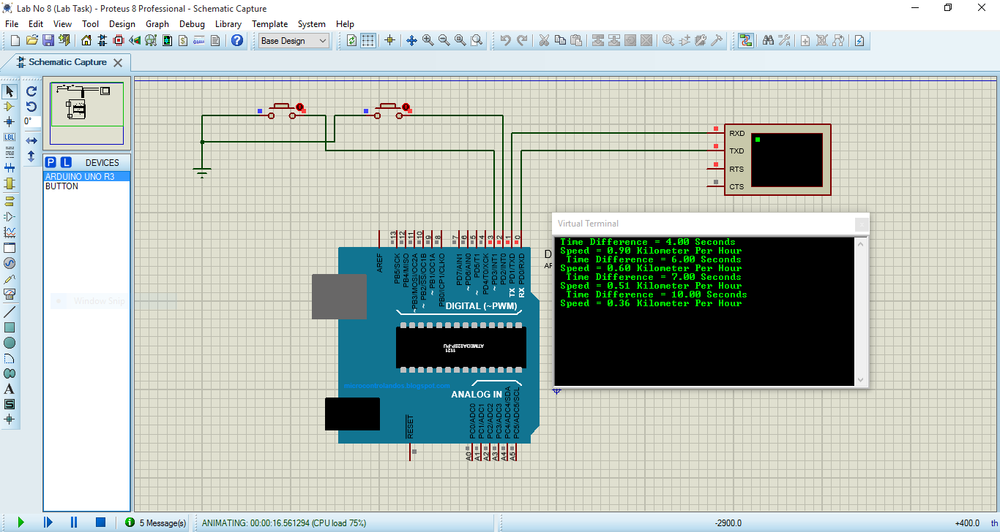 Lab No 8 (Lab Task) - Proteus 8 Professional - Schematic Capture
File Edit View Tool Design Graph Debug Library Template System Help
Base Design
Schematic Capture
0°
LBL
P L DEVICES
ARDUINO UNO R3
BUTTON
Window Snip
RXD
TXD
RTS
CTS
Virtual Terminal
Time Difference = 4.00 Seconds
Speed = 0.90 Kilometer Per Hour
Time Difference = 6.00 Seconds
Speed = 0.60 Kilometer Per Hour
Time Difference = 7.00 Seconds
Speed = 0.51 Kilometer Per Hour
Time Difference = 10.00 Seconds
Speed = 0.36 Kilometer Per Hour
13 12 11 10 9 8 7 6 5 4 3 2 1 0
AREF
PB5/SCK
PB4/MISO
~ PB3/MOSI/OC2A
~ PB2/SS/OC1B
~ PB1/OC1A
PB0/ICP1/CLKO
PD7/AIN1
~ PD6/AIN0
~ PD5/T1
PD4/T0/XCK
~ PD3/INT1
PD2/INT0
TX PD1/TXD
RX PD0/RXD
DIGITAL (~PWM)
ATMEGA328P-PU
1121
microcontrolandos.blogspot.com
ANALOG IN
RESET
PC0/ADC0
PC1/ADC1
PC2/ADC2
PC3/ADC3
PC4/ADC4/SDA
PC5/ADC5/SCL
A0 A1 A2 A3 A4 A5
D
AR
A
S
5 Message(s)
ANIMATING: 00:00:16.561294 (CPU load 75%)
-2900.0
+400.0 th